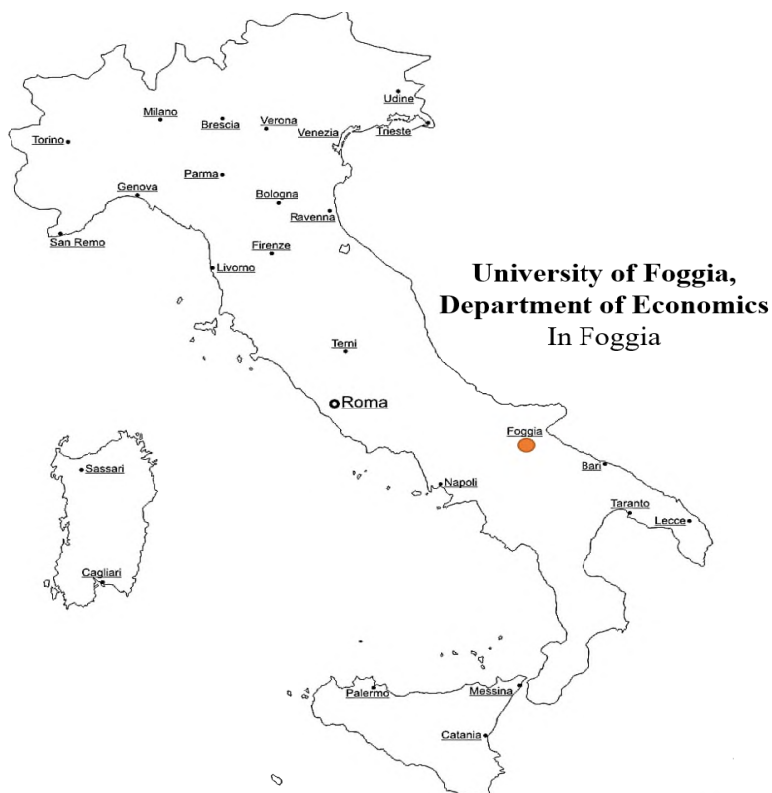 Udine
Milano
Brescia
Verona
Venezia
Trieste
Torino
Parma
Genova
Bologna
Ravenna
San Remo
Firenze
Livorno
University of Foggia,
Department of Economics
In Foggia
Terni
Roma
Foggia
Bari
Sassari
Napoli
Taranto
Lecce
Cagliari
Palermo
Messina
Catania